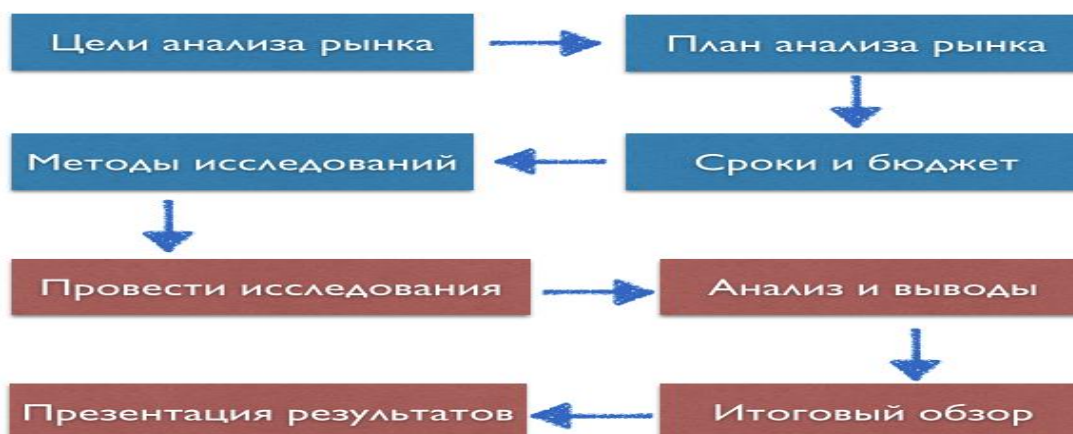 Цели анализа рынка
План анализа рынка
Сроки и бюджет
Методы исследований
Провести исследования
Анализ и выводы
Итоговый обзор
Презентация результатов